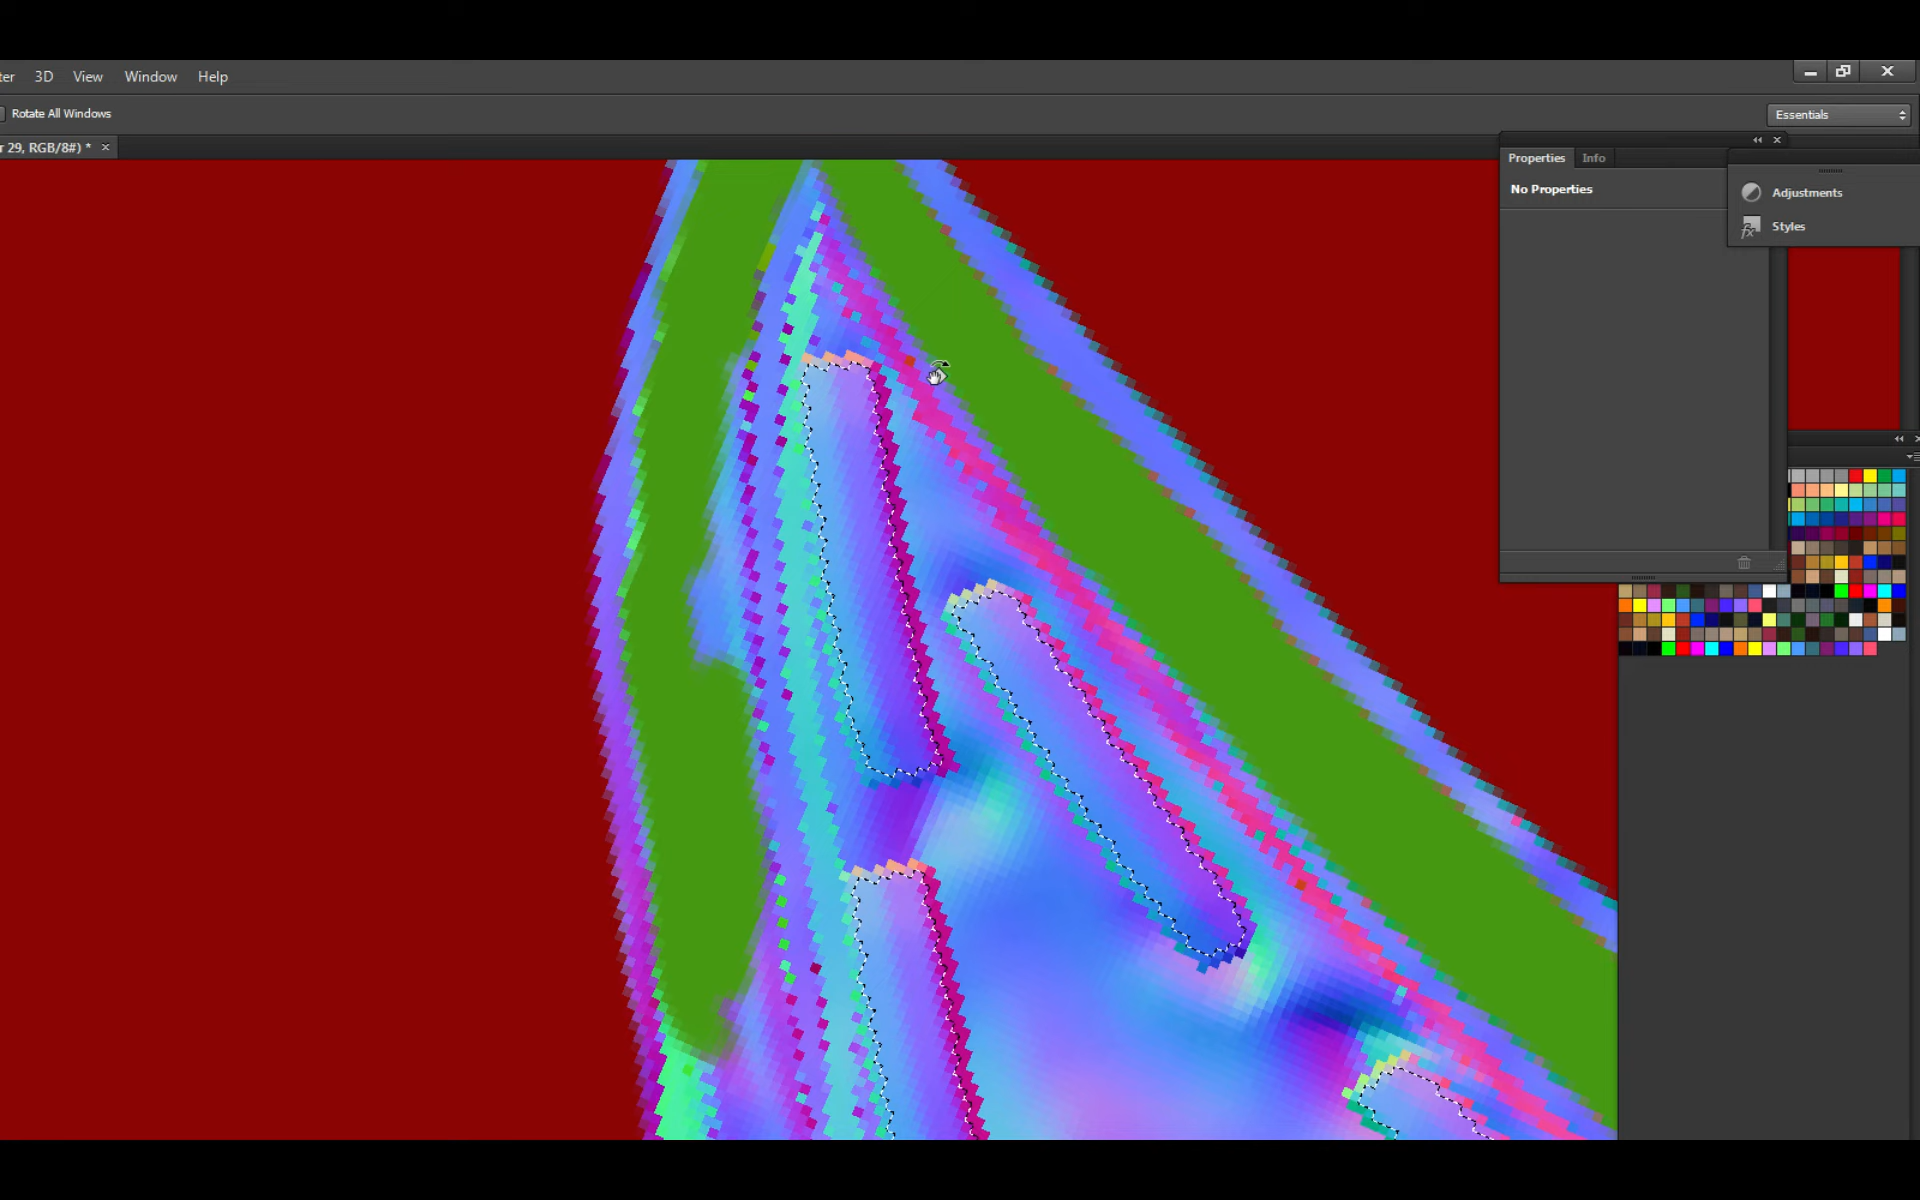 ter 3D View Window Help
Rotate All Windows
Essentials
r 29, RGB/8#) * ×
Properties Info
No Properties
Adjustments
Styles